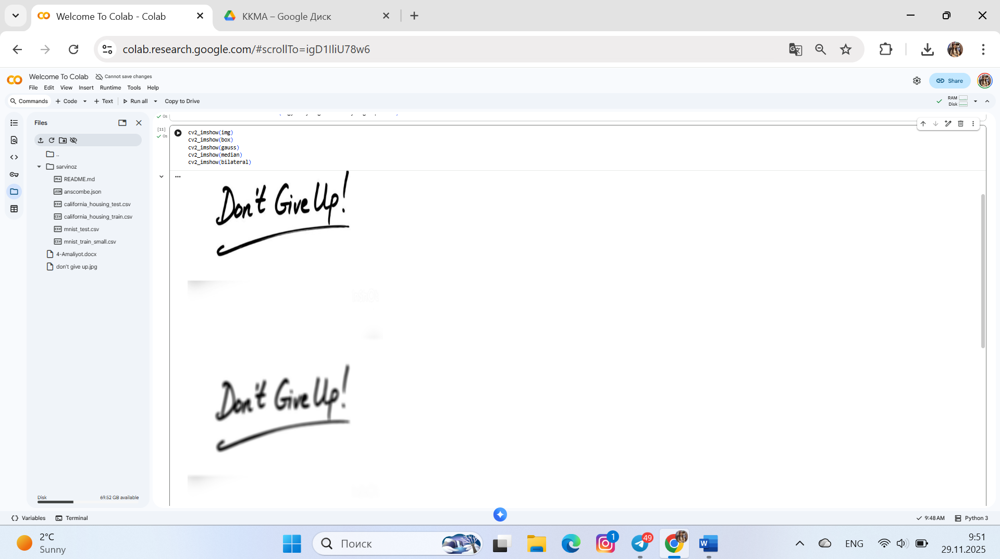 Welcome To Colab - Colab
KKMA – Google Диск
colab.research.google.com/#scrollTo=igD1IliU78w6
Welcome To Colab
Cannot save changes
File Edit View Insert Runtime Tools Help
Share
Commands + Code + Text Run all Copy to Drive
RAM
Disk
Files
..
sarvinoz
README.md
anscombe.json
california_housing_test.csv
california_housing_train.csv
mnist_test.csv
mnist_train_small.csv
4-Amaliyot.docx
don't give up.jpg
Disk 69.52 GB available
0s
[11]
0s
cv2_imshow(img)
cv2_imshow(box)
cv2_imshow(gauss)
cv2_imshow(median)
cv2_imshow(bilateral)
Don't Give Up!
Don't Give Up!
Variables Terminal
9:48 AM Python 3
2°C
Sunny
Поиск
1
49
ENG
9:51
29.11.2025